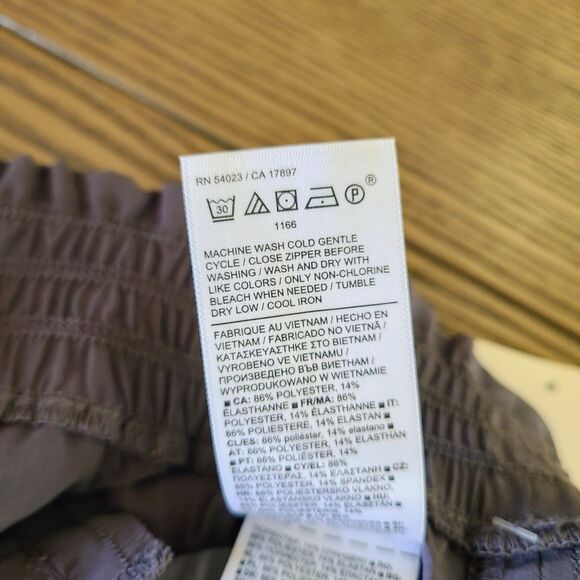 RN 54023 / CA 17897
30 P ®
1166
MACHINE WASH COLD GENTLE
CYCLE / CLOSE ZIPPER BEFORE
WASHING / WASH AND DRY WITH
LIKE COLORS / ONLY NON-CHLORINE
BLEACH WHEN NEEDED / TUMBLE
DRY LOW / COOL IRON
FABRIQUE AU VIETNAM / HECHO EN
VIETNAM / FABRICADO NO VIETNÃ /
ΚΑΤΑΣΚΕΥΑΣΤΗΚΕ ΣΤΟ ΒΙΕΤΝΑΜ /
VYROBENO VE VIETNAMU /
ПРОИЗВЕДЕНО ВЪВ ВИЕТНАМ /
WYPRODUKOWANO W WIETNAMIE
■ CA: 86% POLYESTER, 14%
ÉLASTHANNE ■ FR/MA: 86%
POLYESTER, 14% ÉLASTHANNE ■ IT:
86% POLIESTERE, 14% ELASTAN ■
CL/ES: 86% poliéster, 14% elastano ■
AT: 86% POLYESTER, 14% ELASTHAN
■ PT: 86% POLIÉSTER, 14%
ELASTANO ■ CY/EL: 86%
ΠΟΛΥΕΣΤΕΡΑΣ, 14% ΕΛΑΣΤΑΝΗ ■ CZ:
86% POLYESTER, 14% SPANDEX ■
HR: 86% POLIESTERSKO VLAKNO,
14% ■ HU:
14% ELASZTÁN ■